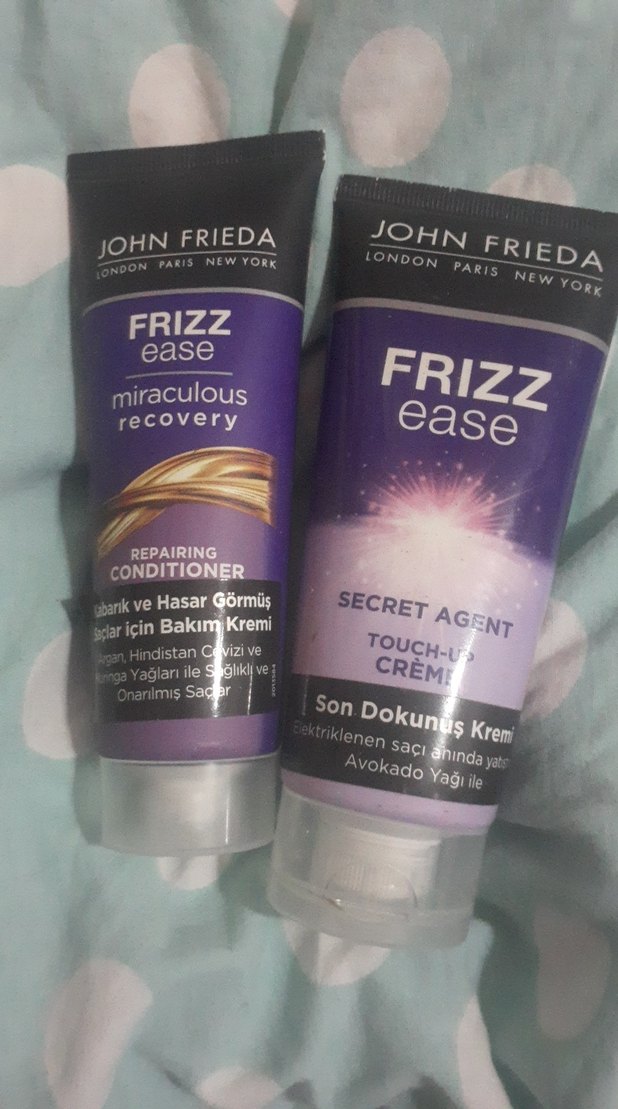 JOHN FRIEDA
LONDON PARIS NEW YORK
FRIZZ
ease
miraculous
recovery
REPAIRING
CONDITIONER
Kabarık ve Hasar Görmüş
Saçlar için Bakım Kremi
Argan, Hindistan Cevizi ve
Moringa Yağları ile Sağlıklı ve
Onarılmış Saçlar
JOHN FRIEDA
LONDON PARIS NEW YORK
FRIZZ
ease
SECRET AGENT
TOUCH-UP
CRÈME
Son Dokunuş Kremi
Elektriklenen saçı anında
Avokado Yağı ile